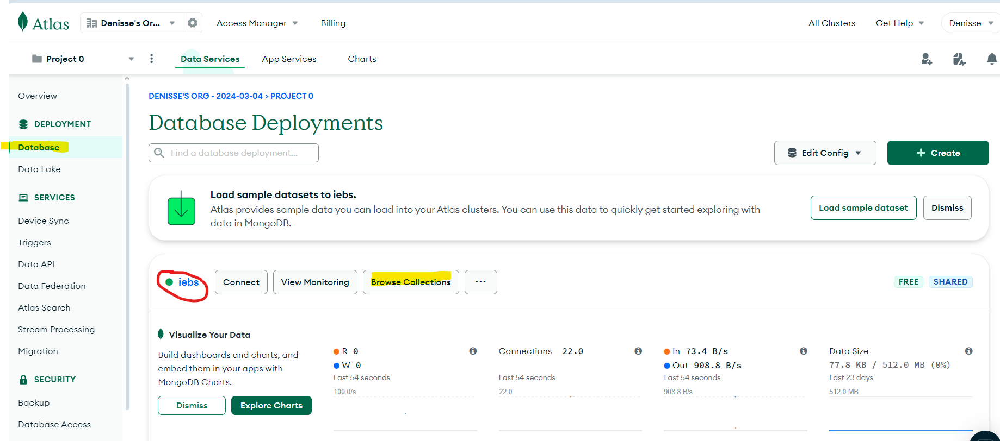 Atlas
Denisse's Or...
Access Manager
Billing
All Clusters
Get Help
Denisse
Project 0
Data Services
App Services
Charts
Overview
DEPLOYMENT
Database
Data Lake
SERVICES
Device Sync
Triggers
Data API
Data Federation
Atlas Search
Stream Processing
Migration
SECURITY
Backup
Database Access
DENISSE'S ORG - 2024-03-04 > PROJECT 0
Database Deployments
Find a database deployment...
Edit Config
+ Create
Load sample datasets to iebs.
Atlas provides sample data you can load into your Atlas clusters. You can use this data to quickly get started exploring with
data in MongoDB.
Load sample dataset
Dismiss
iebs
Connect
View Monitoring
Browse Collections
...
FREE
SHARED
Visualize Your Data
Build dashboards and charts, and
embed them in your apps with
MongoDB Charts.
Dismiss
Explore Charts
R 0
W 0
Last 54 seconds
100.0/s
Connections 22.0
Last 54 seconds
22.0
In 73.4 B/s
Out 908.8 B/s
Last 54 seconds
908.8 B/s
Data Size
77.8 KB / 512.0 MB (0%)
Last 23 days
512.0 MB